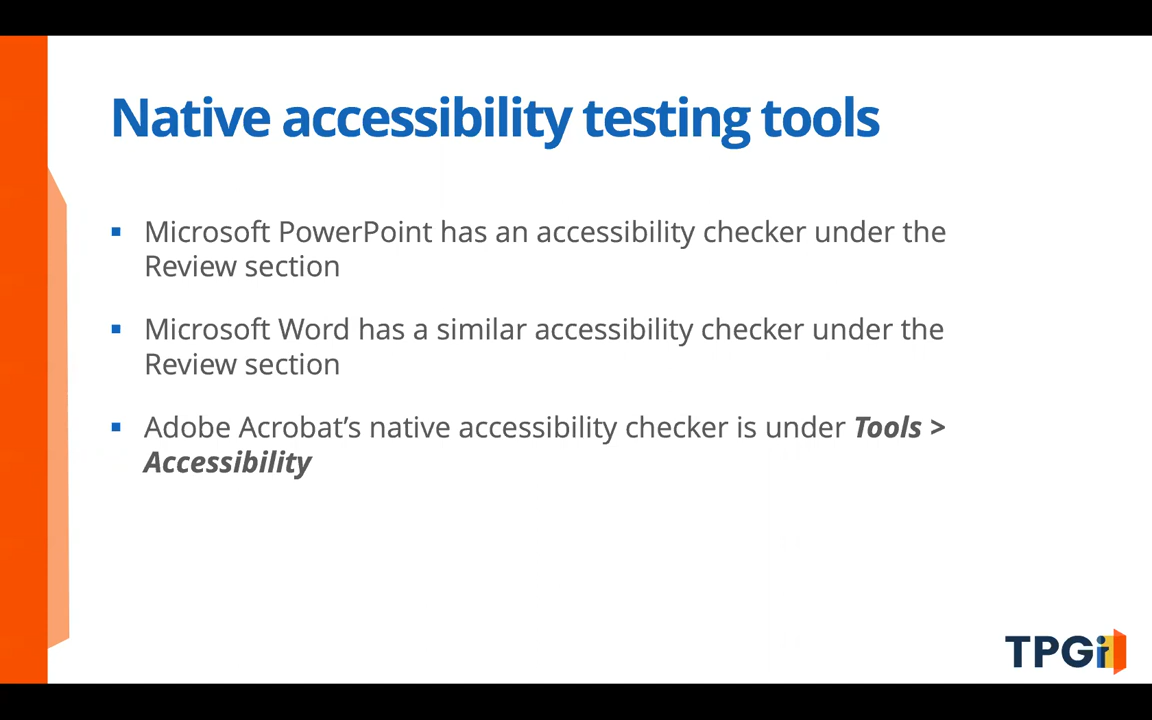 Native accessibility testing tools
▪ Microsoft PowerPoint has an accessibility checker under the
Review section
▪ Microsoft Word has a similar accessibility checker under the
Review section
▪ Adobe Acrobat’s native accessibility checker is under Tools >
Accessibility
TPGi